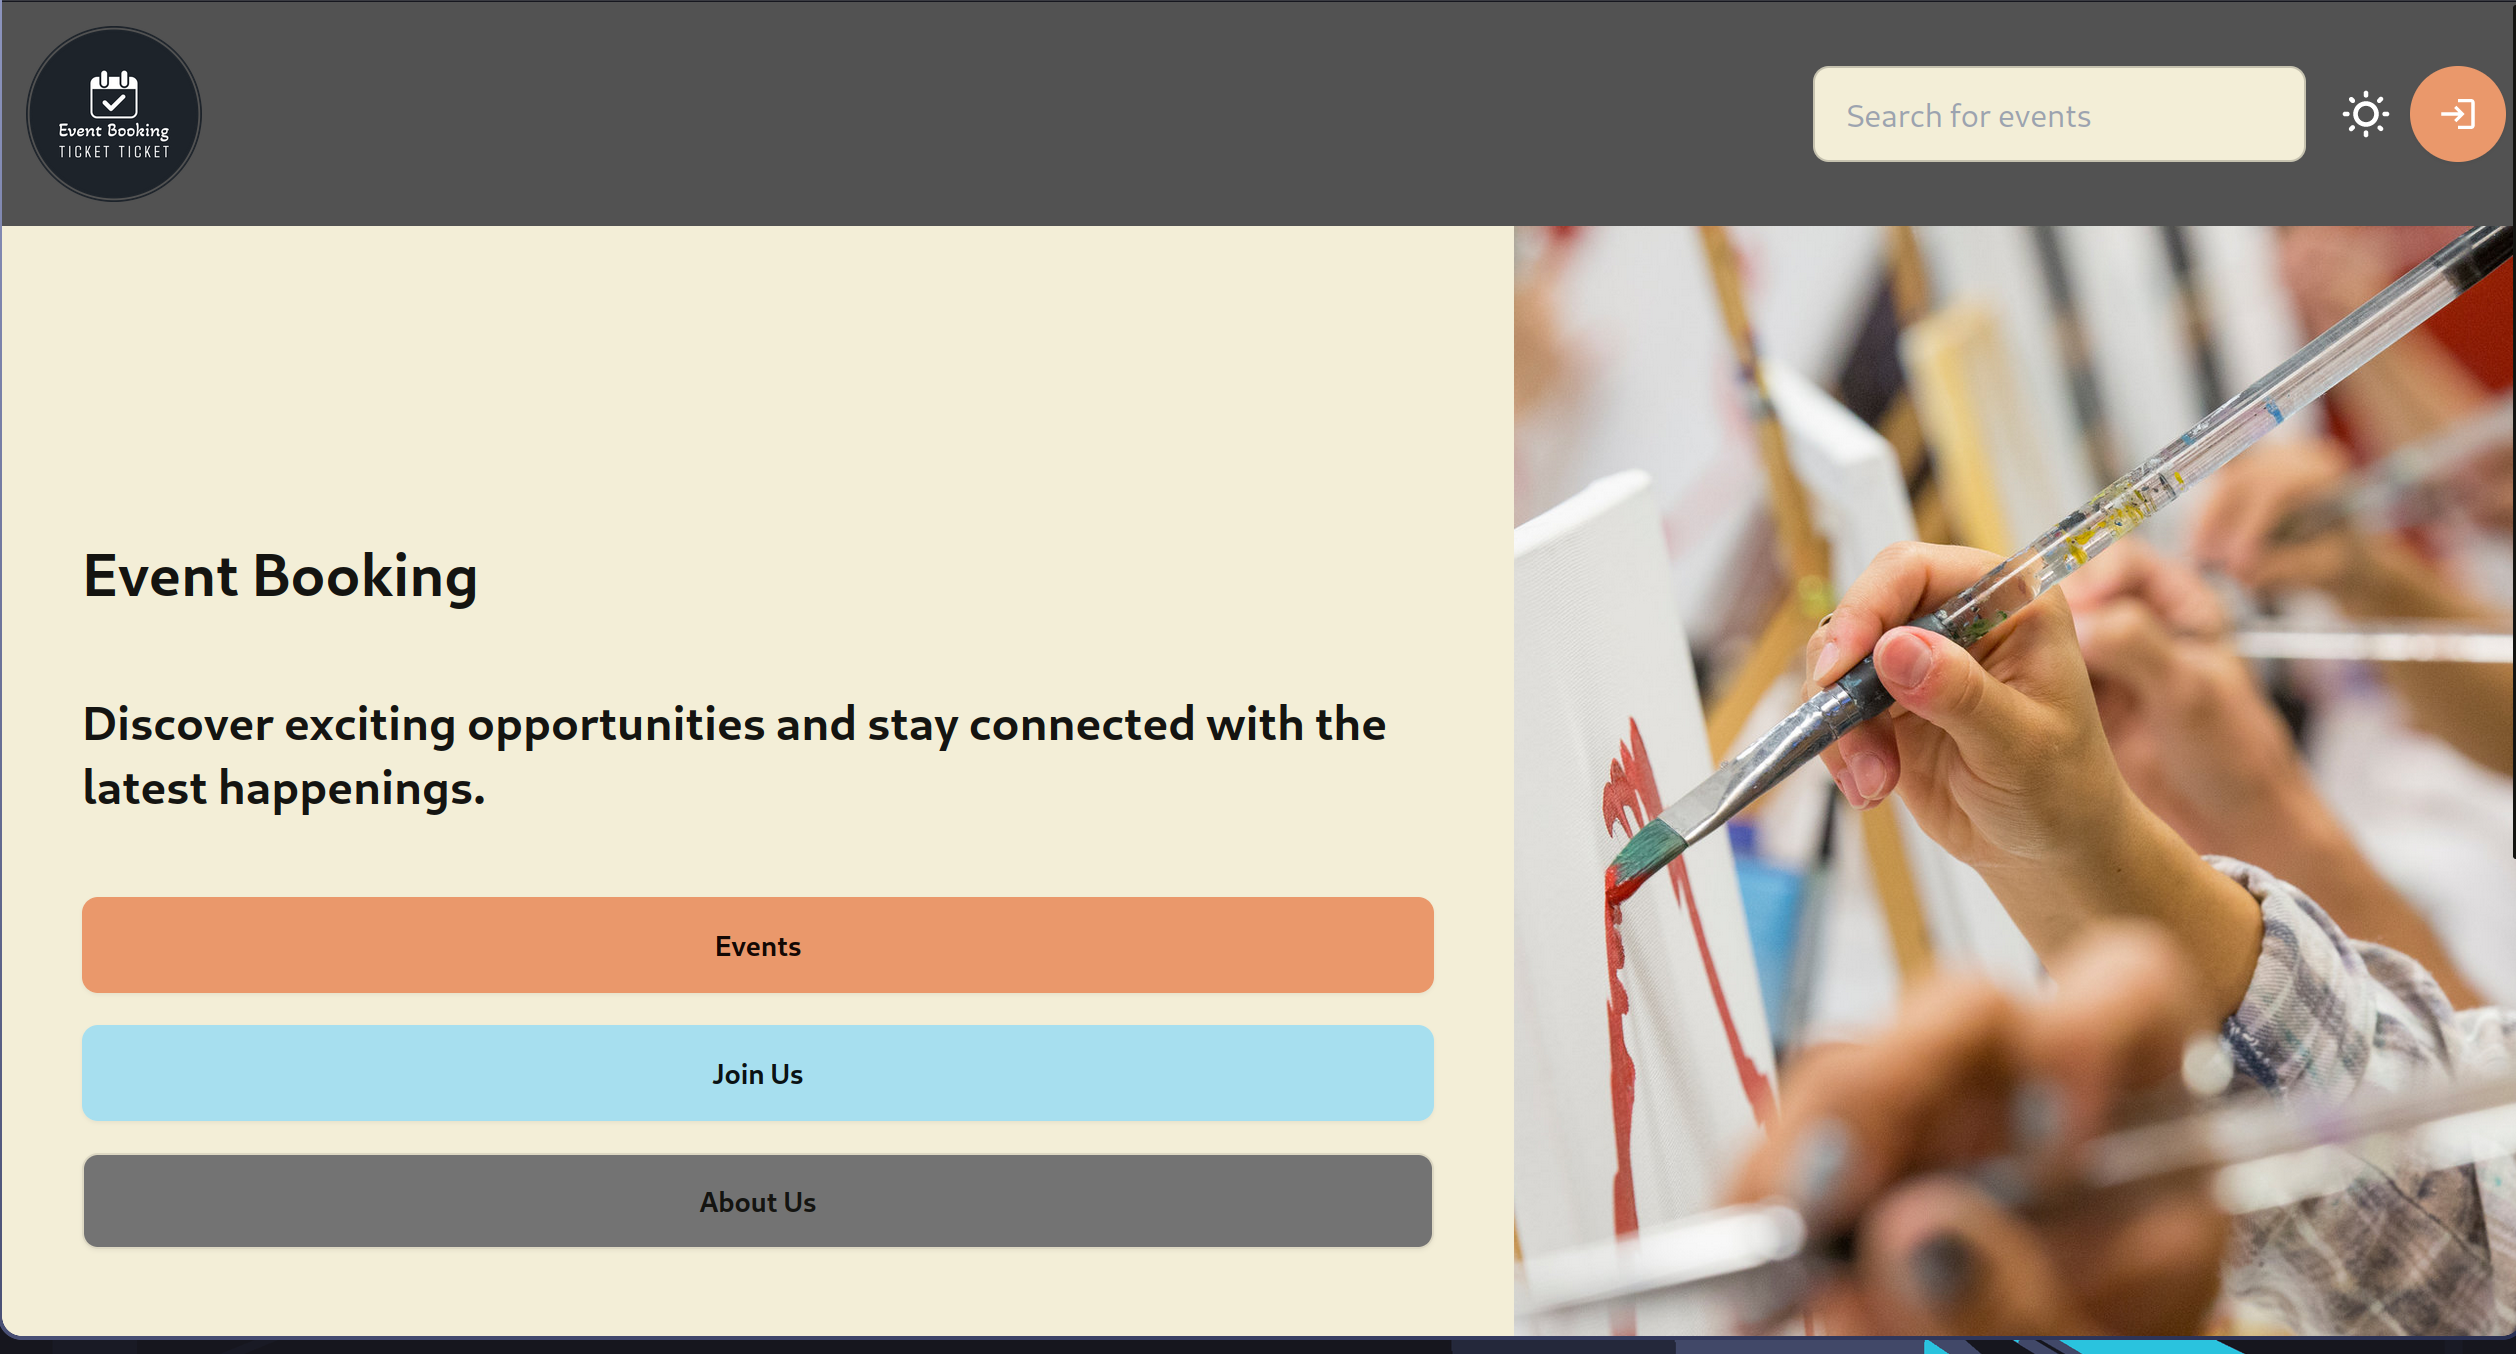 Event Booking
TICKET TICKET
Search for events
Event Booking
Discover exciting opportunities and stay connected with the
latest happenings.
Events
Join Us
About Us